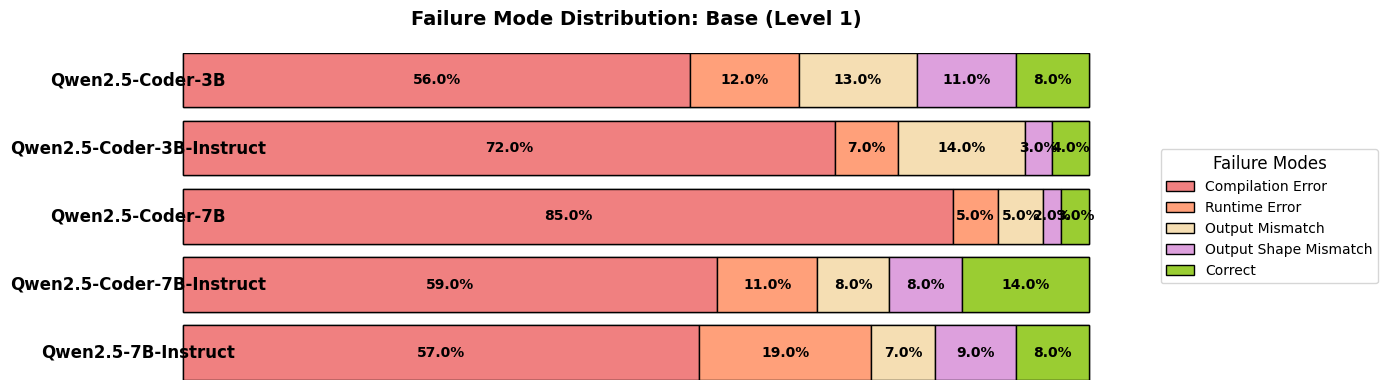 Failure Mode Distribution: Base (Level 1)
Qwen2.5-Coder-3B 56.0% 12.0% 13.0% 11.0% 8.0%
Qwen2.5-Coder-3B-Instruct 72.0% 7.0% 14.0% 3.0% 4.0%
Qwen2.5-Coder-7B 85.0% 5.0% 5.0% 2.0% 3.0%
Qwen2.5-Coder-7B-Instruct 59.0% 11.0% 8.0% 8.0% 14.0%
Qwen2.5-7B-Instruct 57.0% 19.0% 7.0% 9.0% 8.0%
Failure Modes
Compilation Error
Runtime Error
Output Mismatch
Output Shape Mismatch
Correct